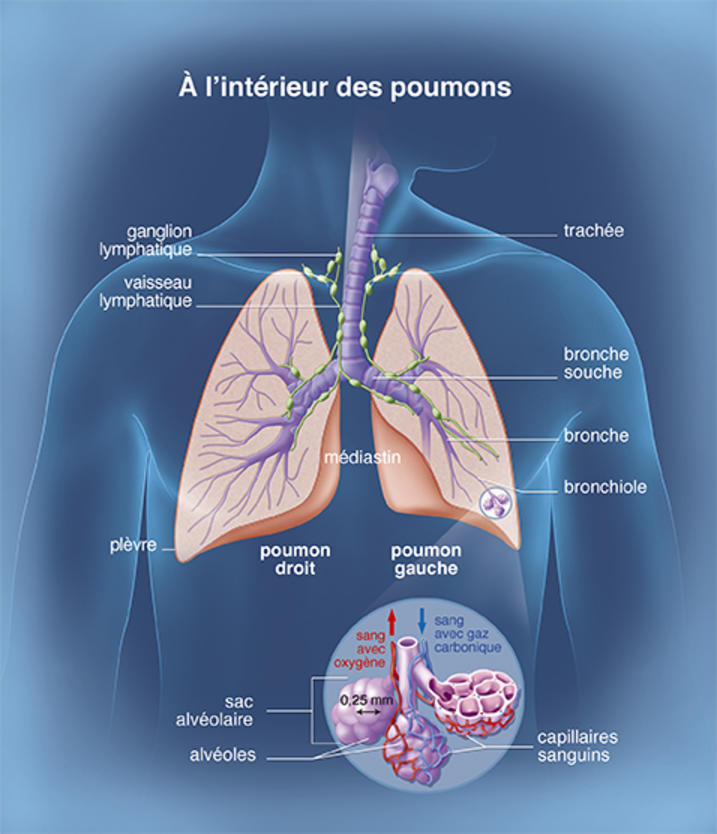 À l'intérieur des poumons
ganglion
lymphatique
trachée
vaisseau
lymphatique
bronche
souche
bronche
médiastin
bronchiole
plèvre
poumon
droit
poumon
gauche
sang
avec
oxygène
sang
avec gaz
carbonique
0,25 mm
sac
alvéolaire
alvéoles
capillaires
sanguins